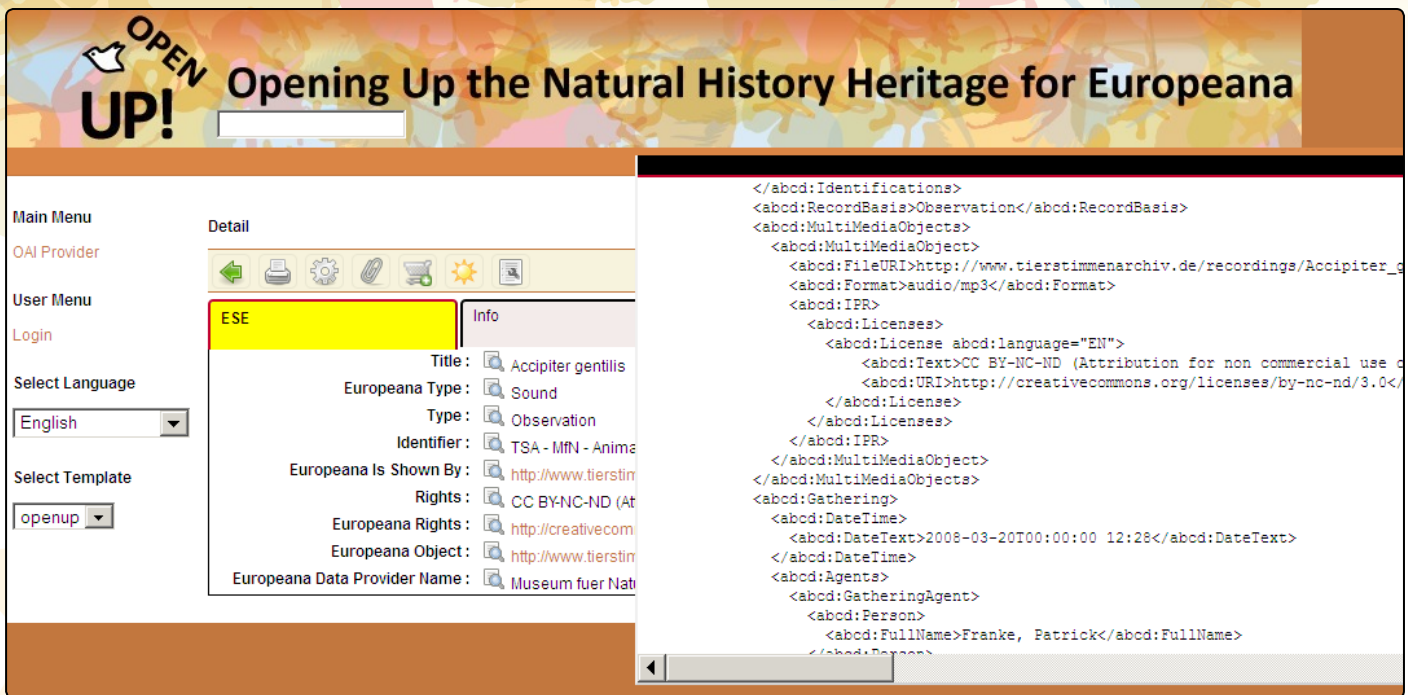 OPEN
UP!
Opening Up the Natural History Heritage for Europeana
Main Menu
OAI Provider
User Menu
Login
Select Language
English
Select Template
openup
Detail
ESE
Info
Title :
Accipiter gentilis
Europeana Type :
Sound
Type :
Observation
Identifier :
TSA - MfN - Anima
Europeana Is Shown By :
http://www.tierstim
Rights :
CC BY-NC-ND (At
Europeana Rights :
http://creativecom
Europeana Object :
http://www.tierstim
Europeana Data Provider Name :
Museum fuer Natu
</abcd:Identifications>
<abcd:RecordBasis>Observation</abcd:RecordBasis>
<abcd:MultiMediaObjects>
<abcd:MultiMediaObject>
<abcd:FileURI>http://www.tierstimmenarchiv.de/recordings/Accipiter_g
<abcd:Format>audio/mp3</abcd:Format>
<abcd:IPR>
<abcd:Licenses>
<abcd:License abcd:language="EN">
<abcd:Text>CC BY-NC-ND (Attribution for non commercial use o
<abcd:URI>http://creativecommons.org/licenses/by-nc-nd/3.0</
</abcd:License>
</abcd:Licenses>
</abcd:IPR>
</abcd:MultiMediaObject>
</abcd:MultiMediaObjects>
<abcd:Gathering>
<abcd:DateTime>
<abcd:DateText>2008-03-20T00:00:00 12:28</abcd:DateText>
</abcd:DateTime>
<abcd:Agents>
<abcd:GatheringAgent>
<abcd:Person>
<abcd:FullName>Franke, Patrick</abcd:FullName>
</abcd:Person>